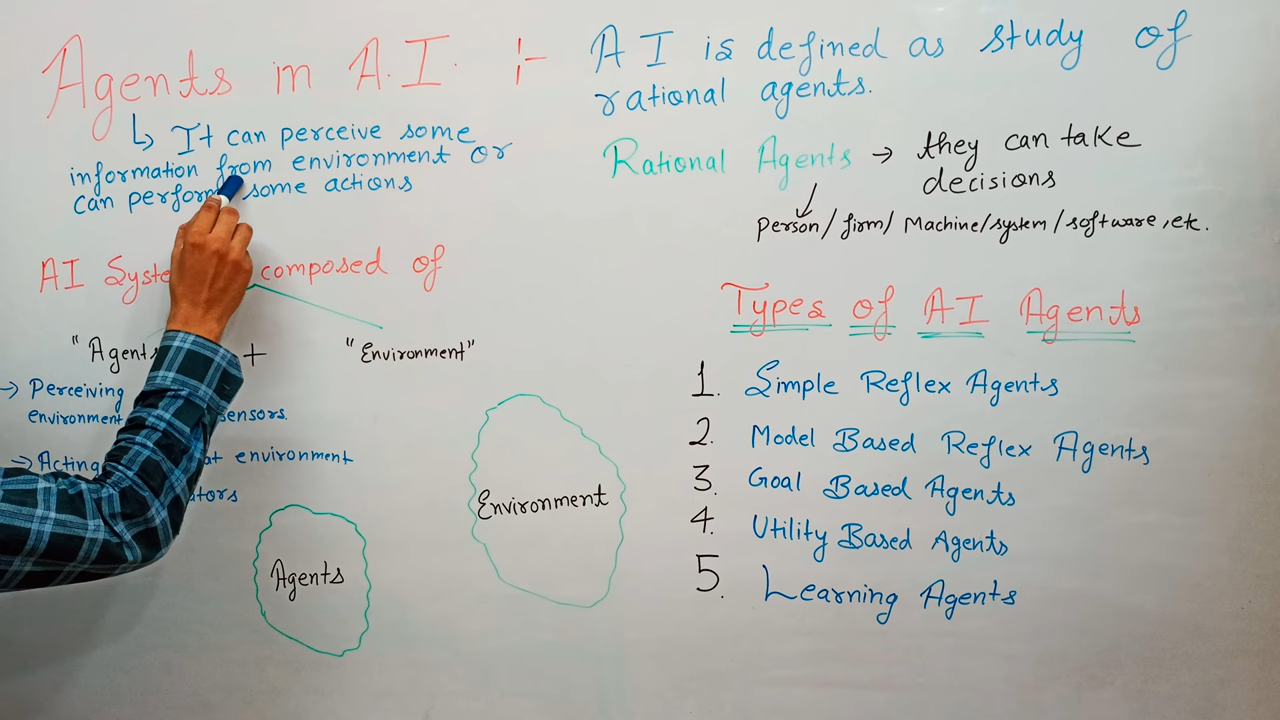 Agents in A.I. :-
AI is defined as study of
rational agents.
↳ It can perceive some
information from environment or
can perform some actions
Rational Agents → they can take
decisions
Person / firm / Machine/system / software, etc.
AI composed of
"Agents + "Environment"
→ Perceiving
environment sensors.
→ Acting environment
Types of AI Agents
1. Simple Reflex Agents
2. Model Based Reflex Agents
3. Goal Based Agents
4. Utility Based Agents
5. Learning Agents
Agents
Environment